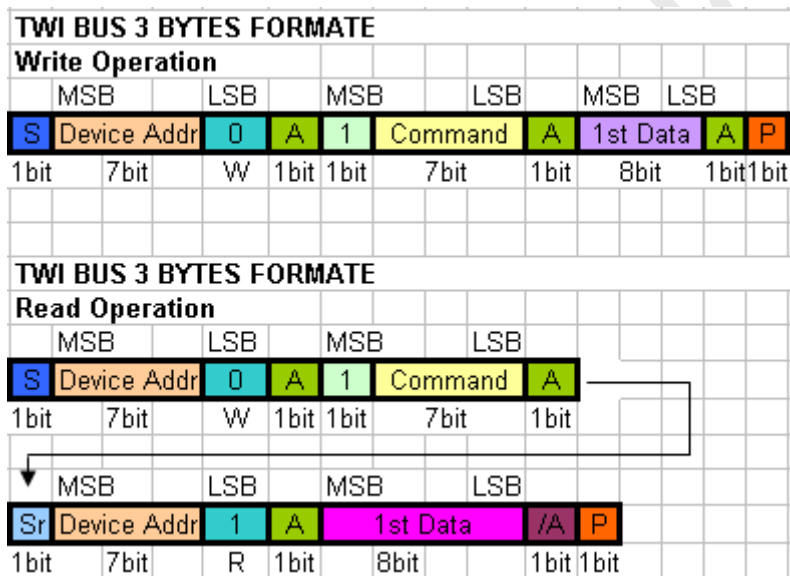 TWI BUS 3 BYTES FORMATE
Write Operation
MSB LSB MSB LSB MSB LSB
S Device Addr 0 A 1 Command A 1st Data A P
1bit 7bit W 1bit 1bit 7bit 1bit 8bit 1bit 1bit
TWI BUS 3 BYTES FORMATE
Read Operation
MSB LSB MSB LSB
S Device Addr 0 A 1 Command A
1bit 7bit W 1bit 1bit 7bit 1bit
MSB LSB MSB LSB
Sr Device Addr 1 A 1st Data /A P
1bit 7bit R 1bit 8bit 1bit 1bit